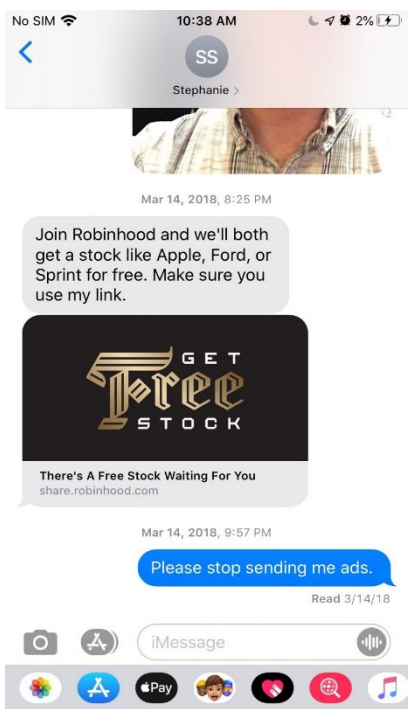 No SIM 10:38 AM 2%
SS
Stephanie >
Mar 14, 2018, 8:25 PM
Join Robinhood and we'll both
get a stock like Apple, Ford, or
Sprint for free. Make sure you
use my link.
GET
Free
STOCK
There's A Free Stock Waiting For You
share.robinhood.com
Mar 14, 2018, 9:57 PM
Please stop sending me ads.
Read 3/14/18
iMessage
Pay